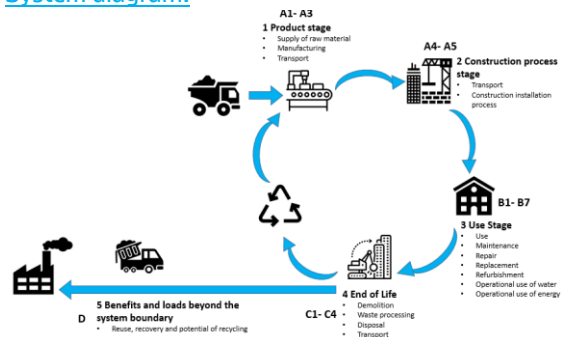 System diagram:
A1- A3
1 Product stage
• Supply of raw material
• Manufacturing
• Transport
A4- A5
2 Construction process
stage
• Transport
• Construction installation
process
B1- B7
3 Use Stage
• Use
• Maintenance
• Repair
• Replacement
• Refurbishment
• Operational use of water
• Operational use of energy
C1- C4
4 End of Life
• Demolition
• Waste processing
• Disposal
• Transport
D
5 Benefits and loads beyond the
system boundary
• Reuse, recovery and potential of recycling